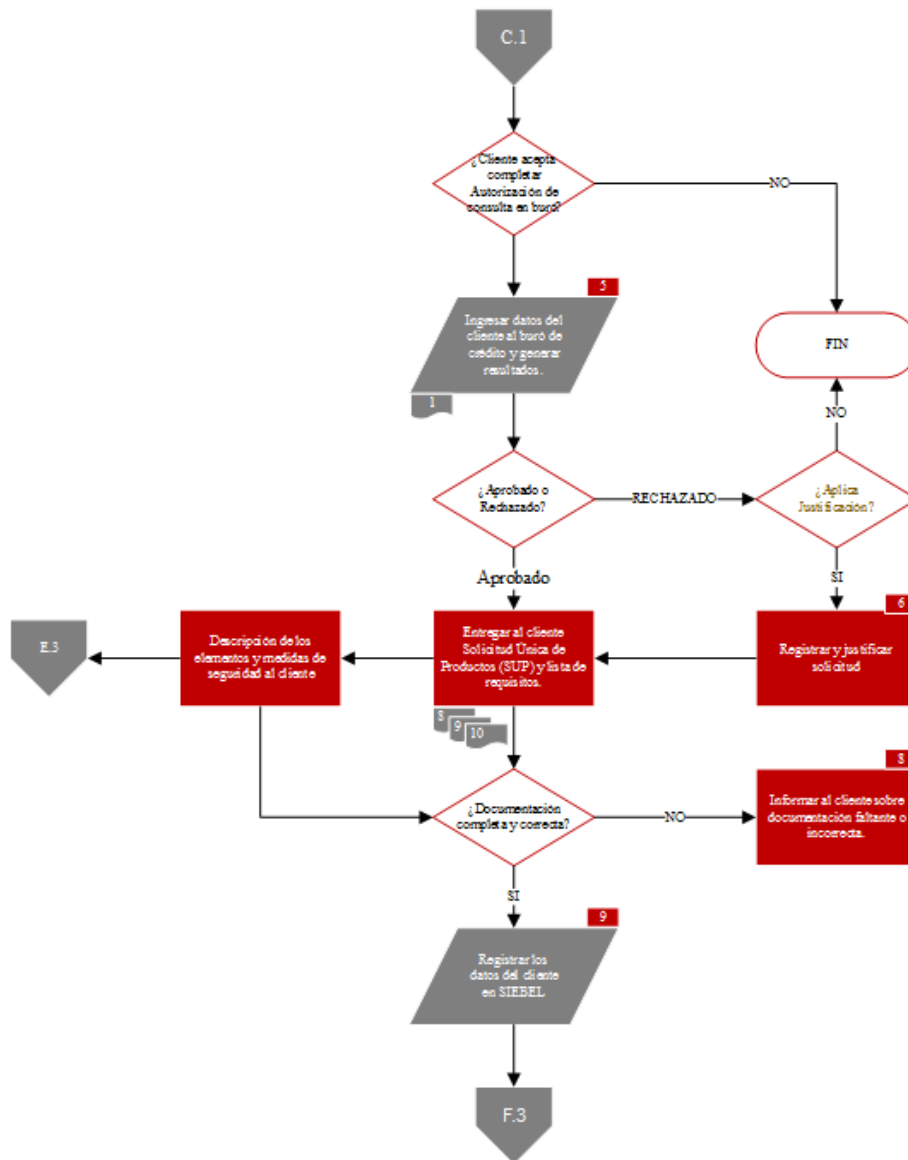 C.1
¿Cliente acepta
completar
Autorización de
consulta en buró?
NO
5
Ingresar datos del
cliente al buró de
crédito y generar
resultados.
1
FIN
NO
¿Aprobado o
Rechazado?
RECHAZADO
¿Aplica
Justificación?
Aprobado
SI
6
E.3
Descripción de los
elementos y medidas de
seguridad al cliente
Entregar al cliente
Solicitud Única de
Productos (SUP) y lista de
requisitos.
Registrar y justificar
solicitud
8
9
10
8
¿Documentación
completa y correcta?
NO
Informar al cliente sobre
documentación faltante o
incorrecta.
SI
9
Registrar los
datos del cliente
en SIEBEL
F.3